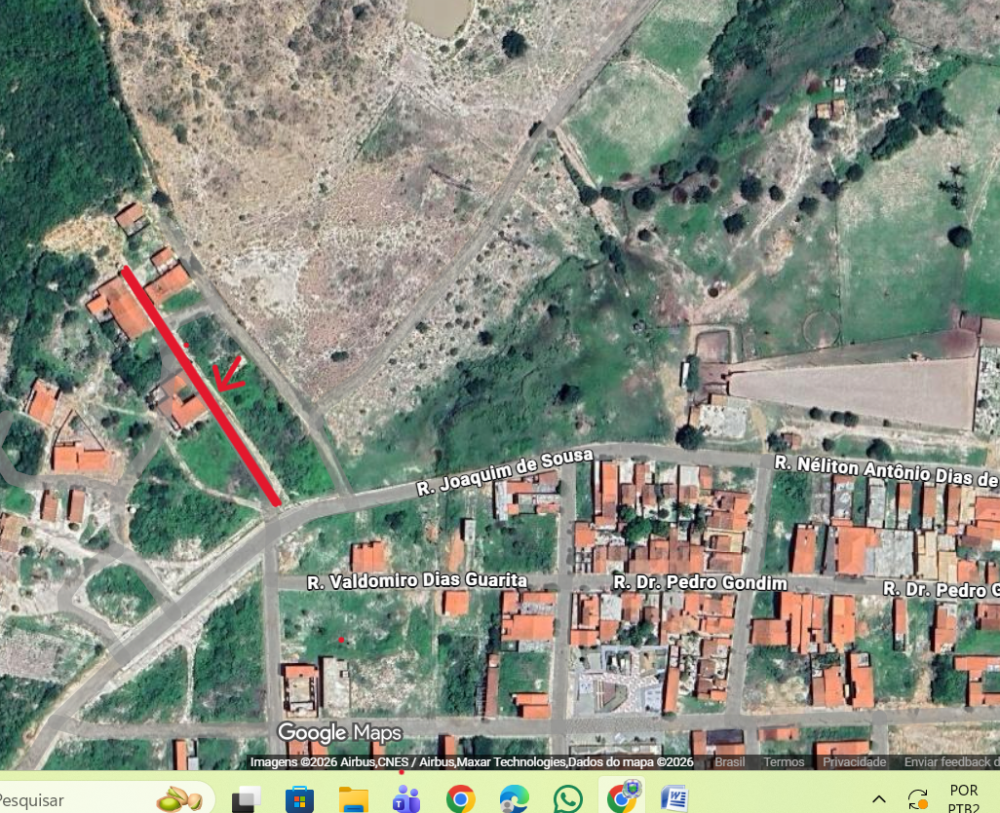 R. Joaquim de Sousa
R. Néliton Antônio Dias de
R. Valdomiro Dias Guarita
R. Dr. Pedro Gondim
R. Dr. Pedro G
Google Maps
Imagens ©2026 Airbus,CNES / Airbus,Maxar Technologies,Dados do mapa ©2026 Brasil Termos Privacidade Enviar feedback d
Pesquisar
POR
PTB2